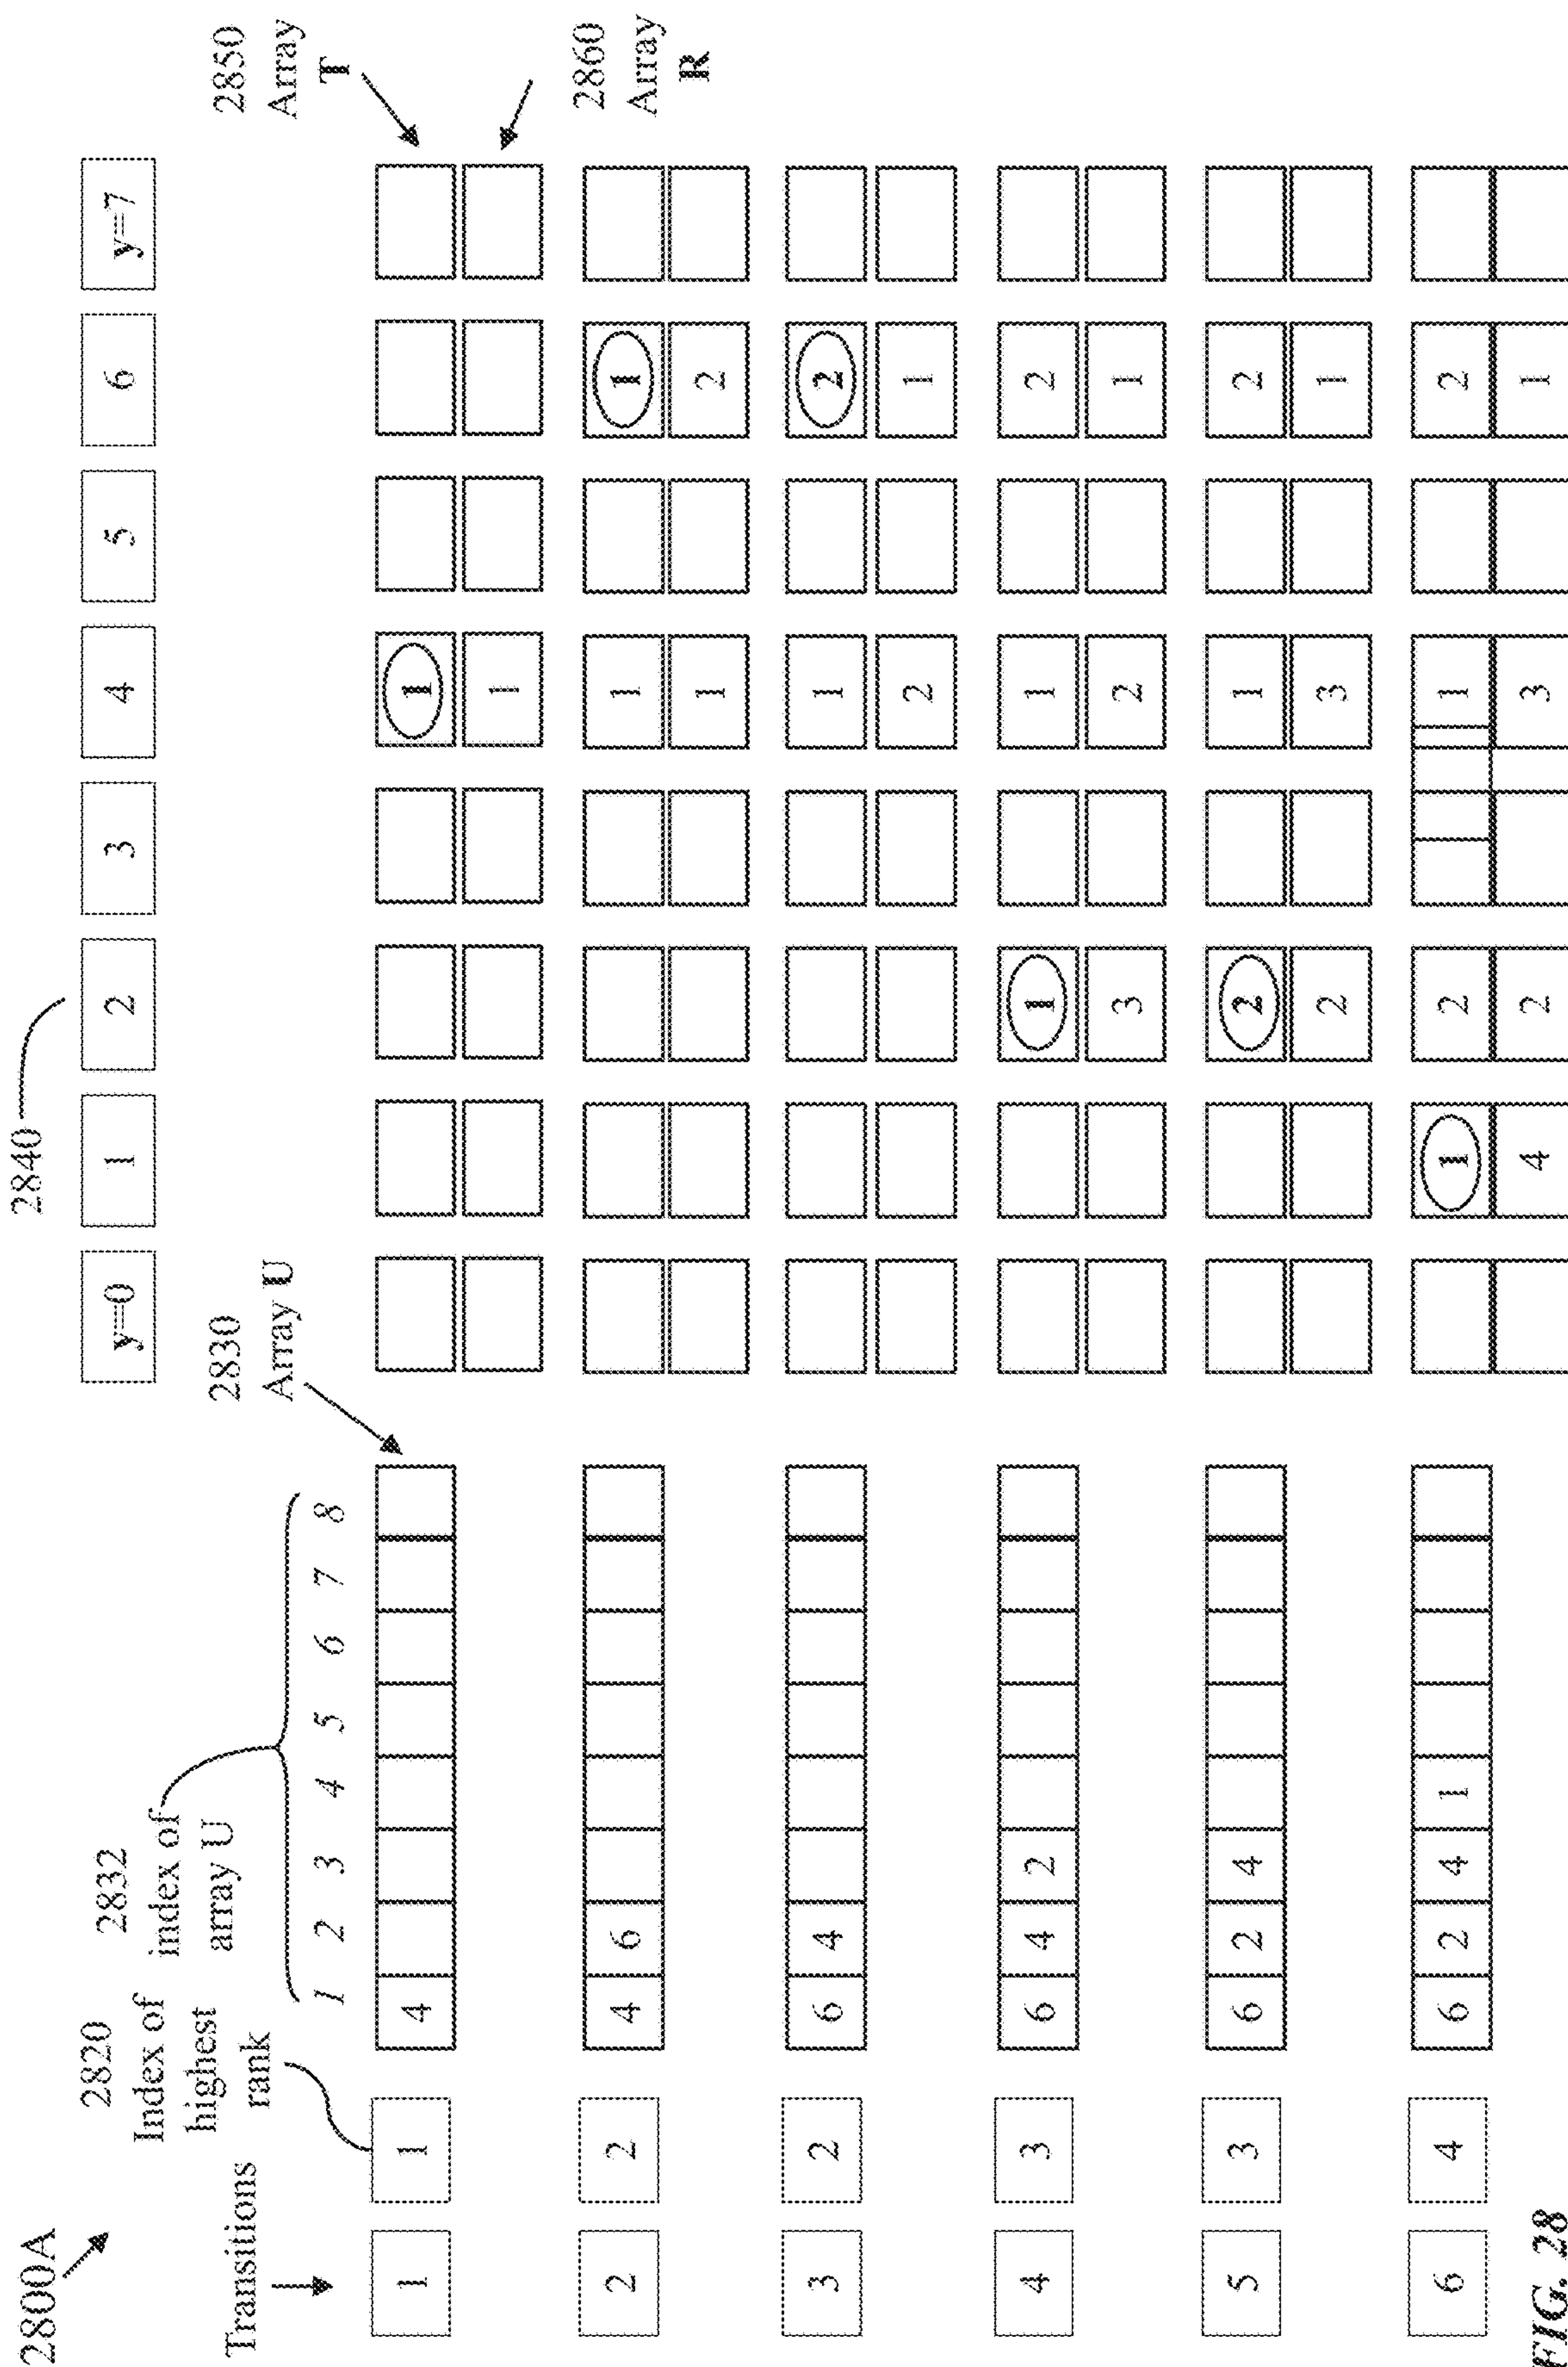 2800A
2840
y=0 1 2 3 4 5 6 y=7
2820
Index of
highest
rank
2832
index of
array U
2830
Array U
2850
Array
T
2860
Array
R
Transitions
1 2 3 4 5 6 7 8
1 1 4 1
1
2 2 4 6 1 1
1 2
3 2 6 4 1 2
2 1
4 3 6 4 2 1 1 2
3 2 1
5 3 6 2 4 2 1 2
2 3 1
6 4 6 2 4 1 1 2 1 2
4 2 3 1
FIG. 28